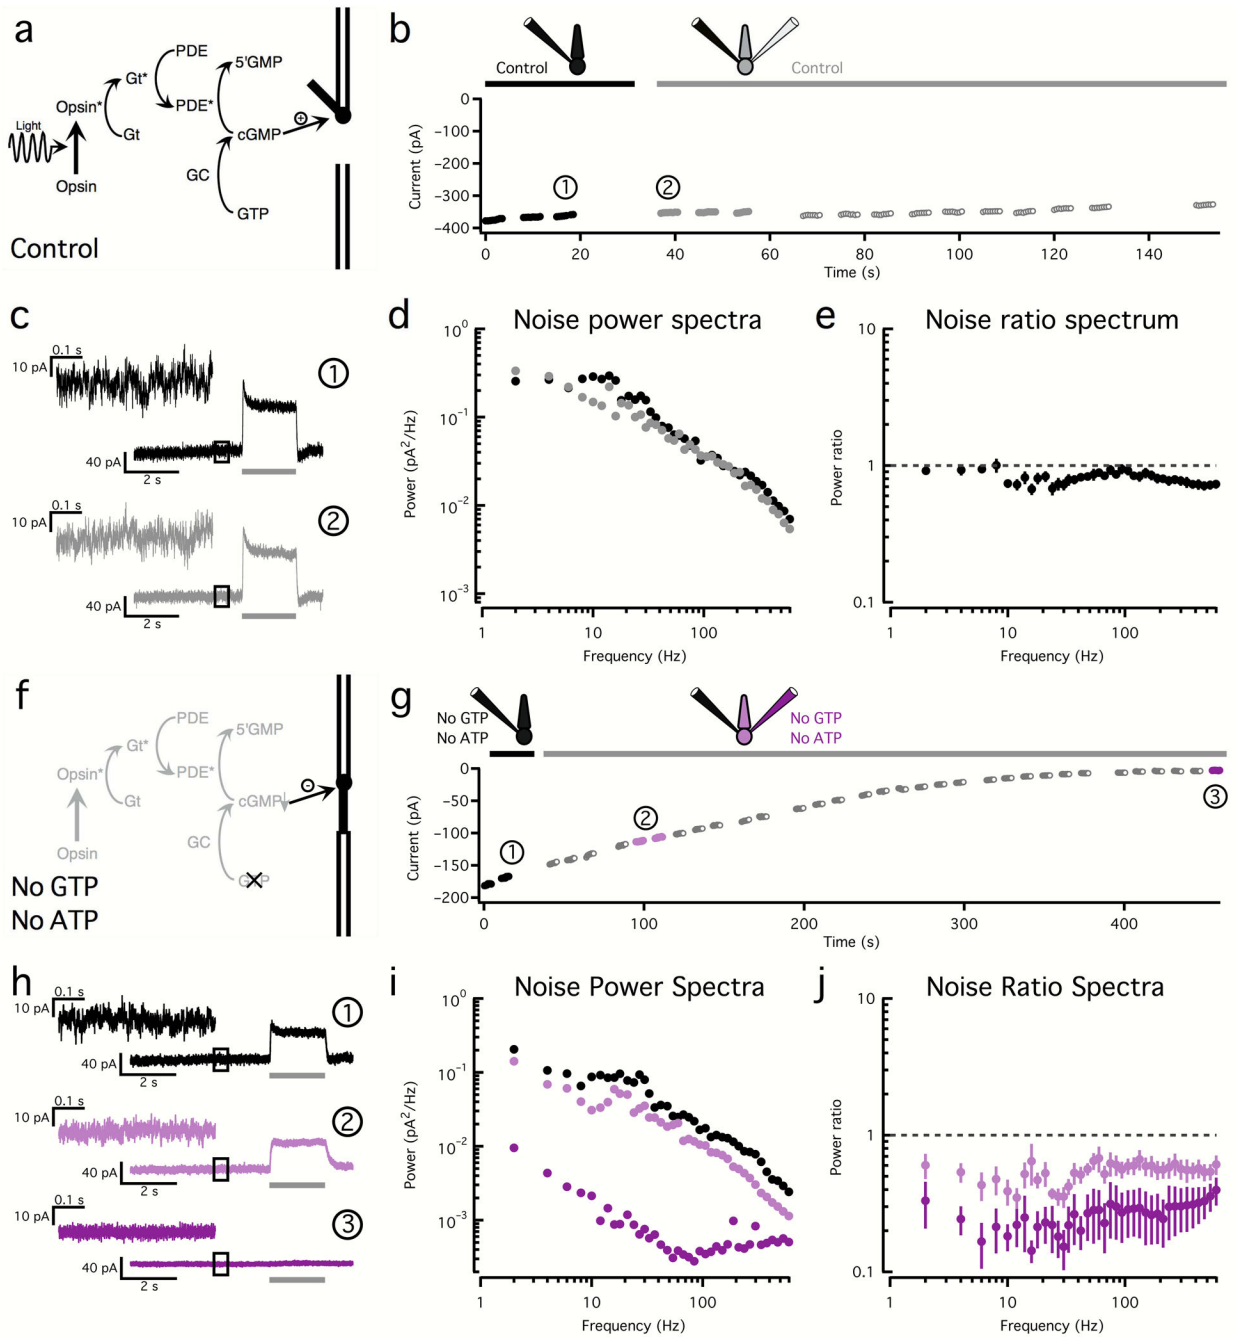 a
Light
Opsin*
Opsin
Gt*
Gt
PDE
PDE*
5'GMP
cGMP
+
GC
GTP
Control
b
Control
Control
Current (pA)
0
-100
-200
-300
-400
1
2
0 20 40 60 80 100 120 140
Time (s)
c
0.1 s
10 pA
1
40 pA
2 s
0.1 s
10 pA
2
40 pA
2 s
d
Noise power spectra
Power (pA²/Hz)
10⁰
10⁻¹
10⁻²
10⁻³
1 10 100
Frequency (Hz)
e
Noise ratio spectrum
Power ratio
10
1
0.1
1 10 100
Frequency (Hz)
f
Opsin*
Opsin
Gt*
Gt
PDE
PDE*
5'GMP
cGMP
-
GC
GTP
No GTP
No ATP
g
No GTP
No ATP
No GTP
No ATP
Current (pA)
0
-50
-100
-150
-200
1
2
3
0 100 200 300 400
Time (s)
h
0.1 s
10 pA
1
40 pA
2 s
0.1 s
10 pA
2
40 pA
2 s
0.1 s
10 pA
3
40 pA
2 s
i
Noise Power Spectra
Power (pA²/Hz)
10⁰
10⁻¹
10⁻²
10⁻³
1 10 100
Frequency (Hz)
j
Noise Ratio Spectra
Power ratio
10
1
0.1
1 10 100
Frequency (Hz)